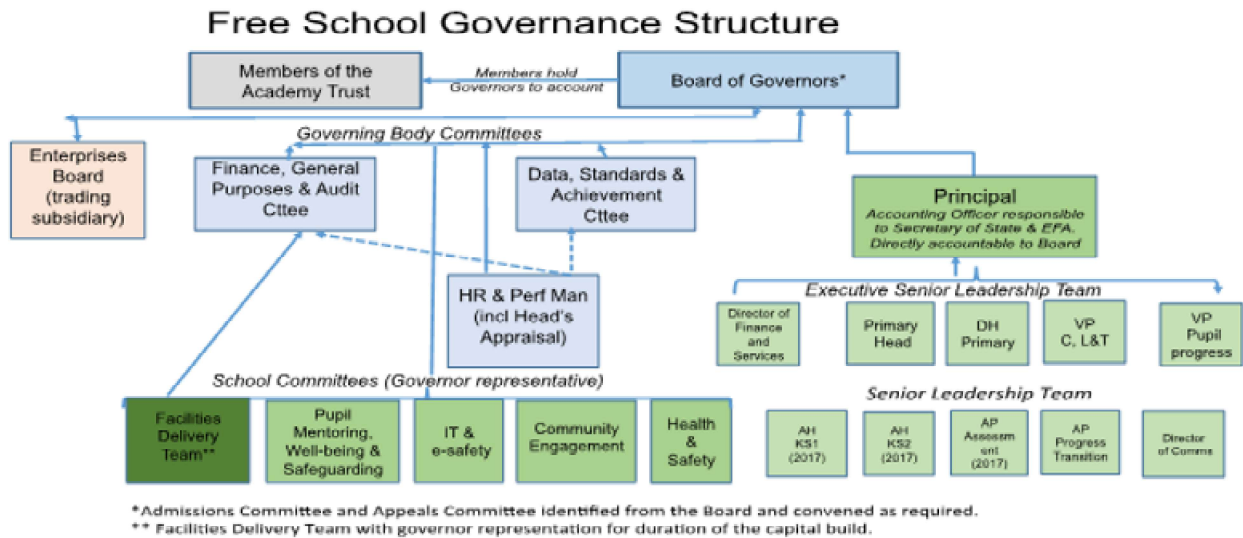 Free School Governance Structure
Members of the
Academy Trust
Members hold
Governors to account
Board of Governors*
Governing Body Committees
Enterprises
Board
(trading
subsidiary)
Finance, General
Purposes & Audit
Cttee
Data, Standards &
Achievement
Cttee
Principal
Accounting Officer responsible
to Secretary of State & EFA.
Directly accountable to Board
HR & Perf Man
(incl Head's
Appraisal)
Executive Senior Leadership Team
Director of
Finance
and
Services
Primary
Head
DH
Primary
VP
C, L&T
VP
Pupil
progress
School Committees (Governor representative)
Facilities
Delivery
Team**
Pupil
Mentoring,
Well-being &
Safeguarding
IT &
e-safety
Community
Engagement
Health
&
Safety
Senior Leadership Team
AH
KS1
(2017)
AH
KS2
(2017)
AP
Assessm
ent
(2017)
AP
Progress
Transition
Director
of Comms
*Admissions Committee and Appeals Committee identified from the Board and convened as required.
** Facilities Delivery Team with governor representation for duration of the capital build.